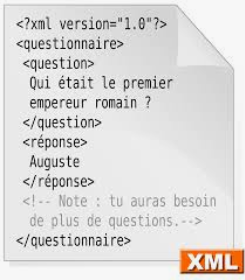 <?xml version="1.0"?>
<questionnaire>
<question>
Qui était le premier
empereur romain ?
</question>
<réponse>
Auguste
</réponse>
<!-- Note : tu auras besoin
de plus de questions.-->
</questionnaire>
XML